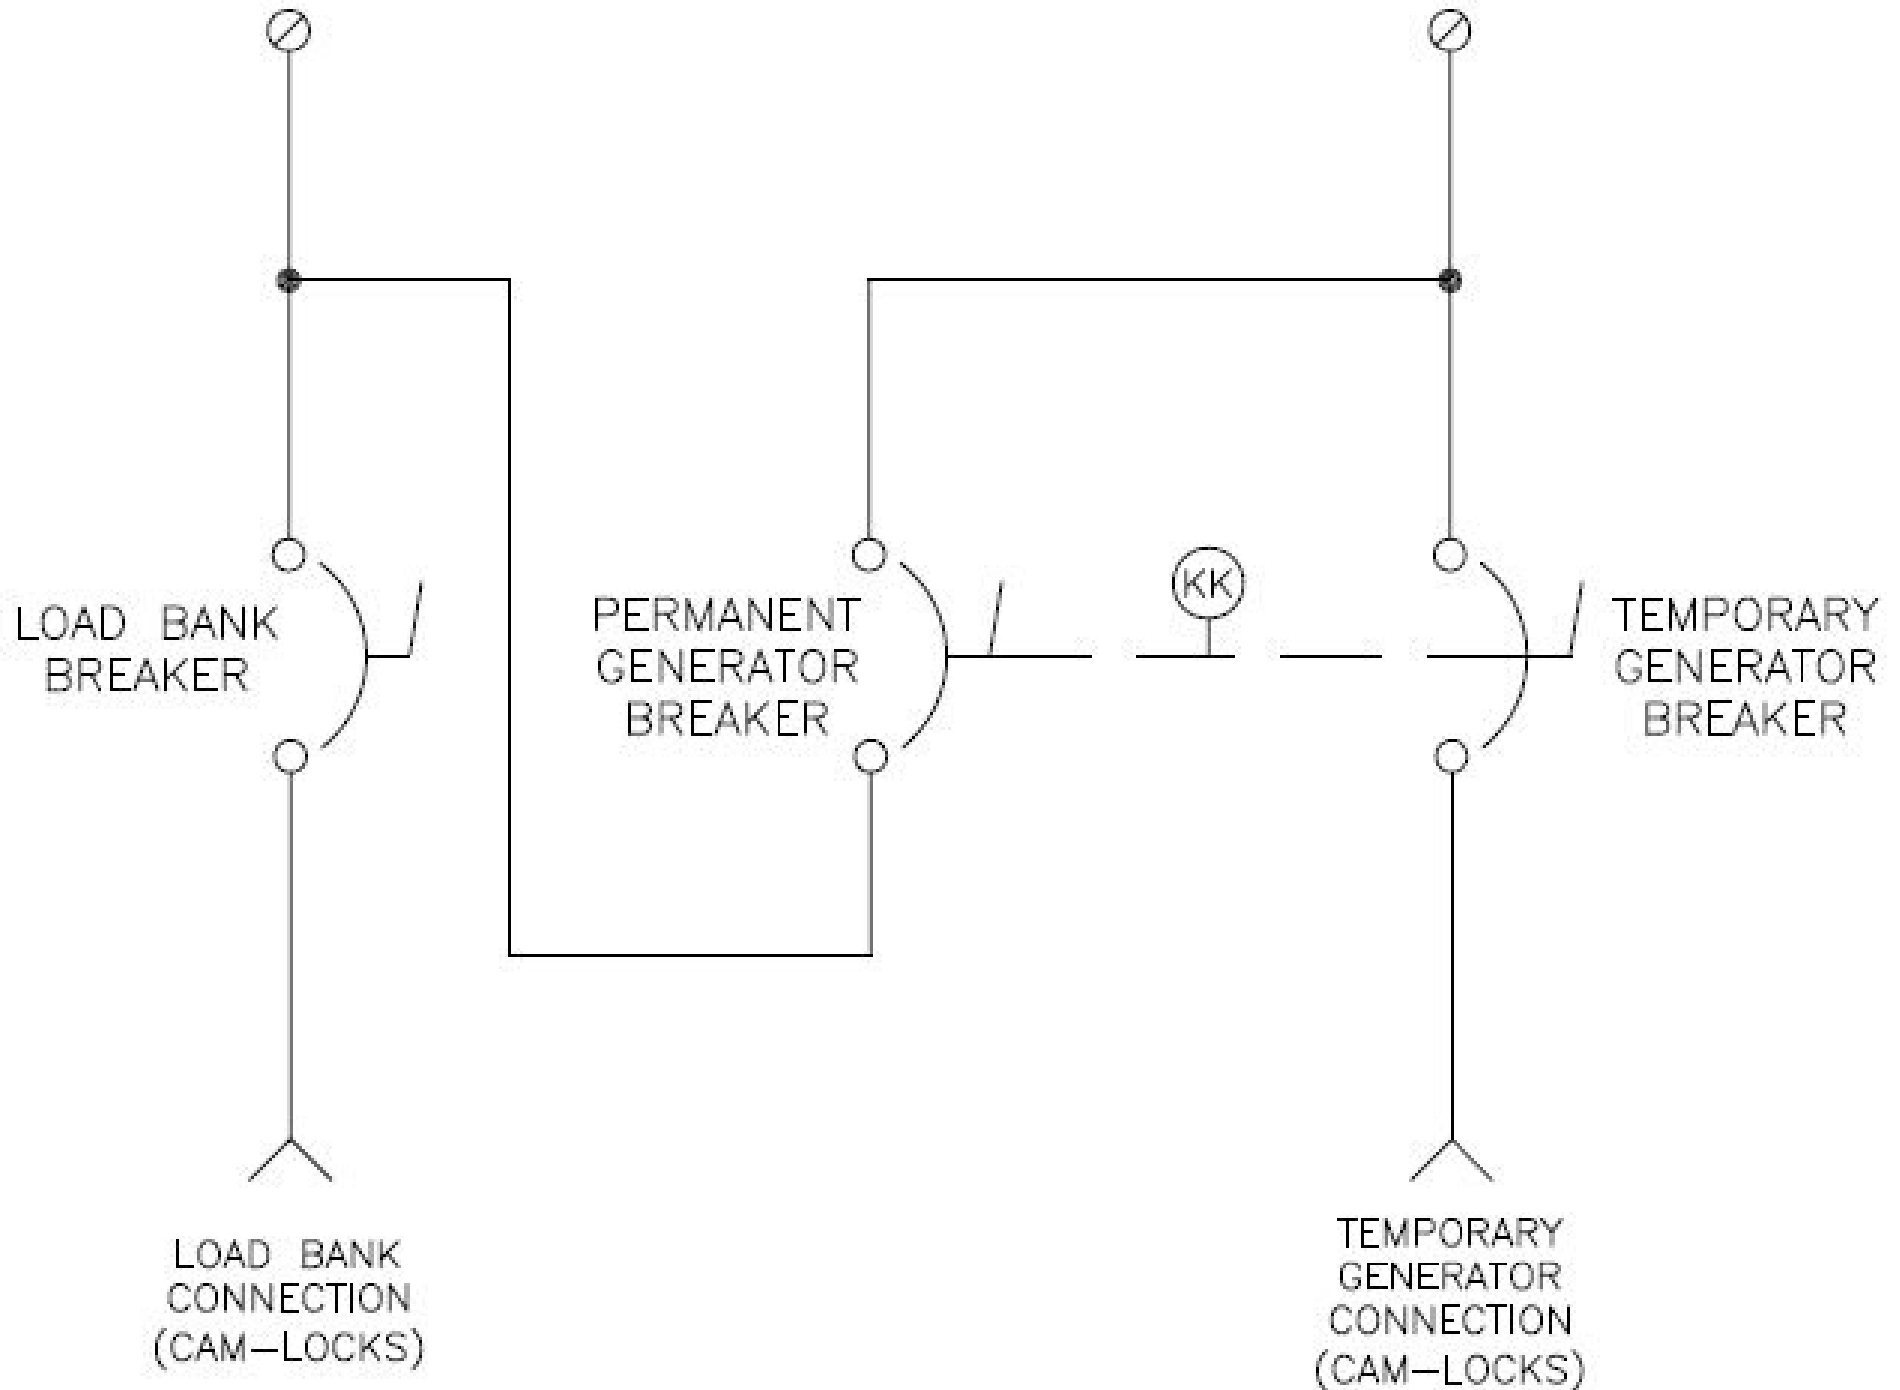 LOAD BANK
BREAKER
PERMANENT
GENERATOR
BREAKER
KK
TEMPORARY
GENERATOR
BREAKER
LOAD BANK
CONNECTION
(CAM-LOCKS)
TEMPORARY
GENERATOR
CONNECTION
(CAM-LOCKS)